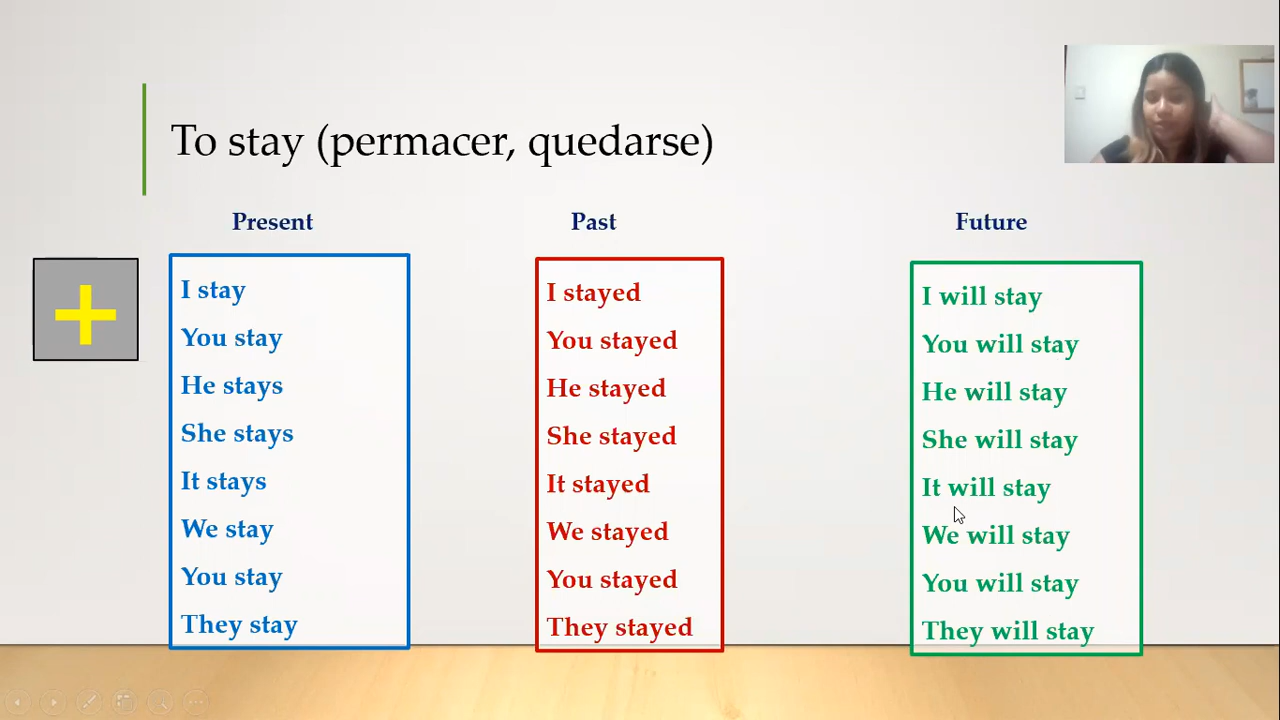 To stay (permacer, quedarse)
Present
Past
Future
I stay
You stay
He stays
She stays
It stays
We stay
You stay
They stay
I stayed
You stayed
He stayed
She stayed
It stayed
We stayed
You stayed
They stayed
I will stay
You will stay
He will stay
She will stay
It will stay
We will stay
You will stay
They will stay